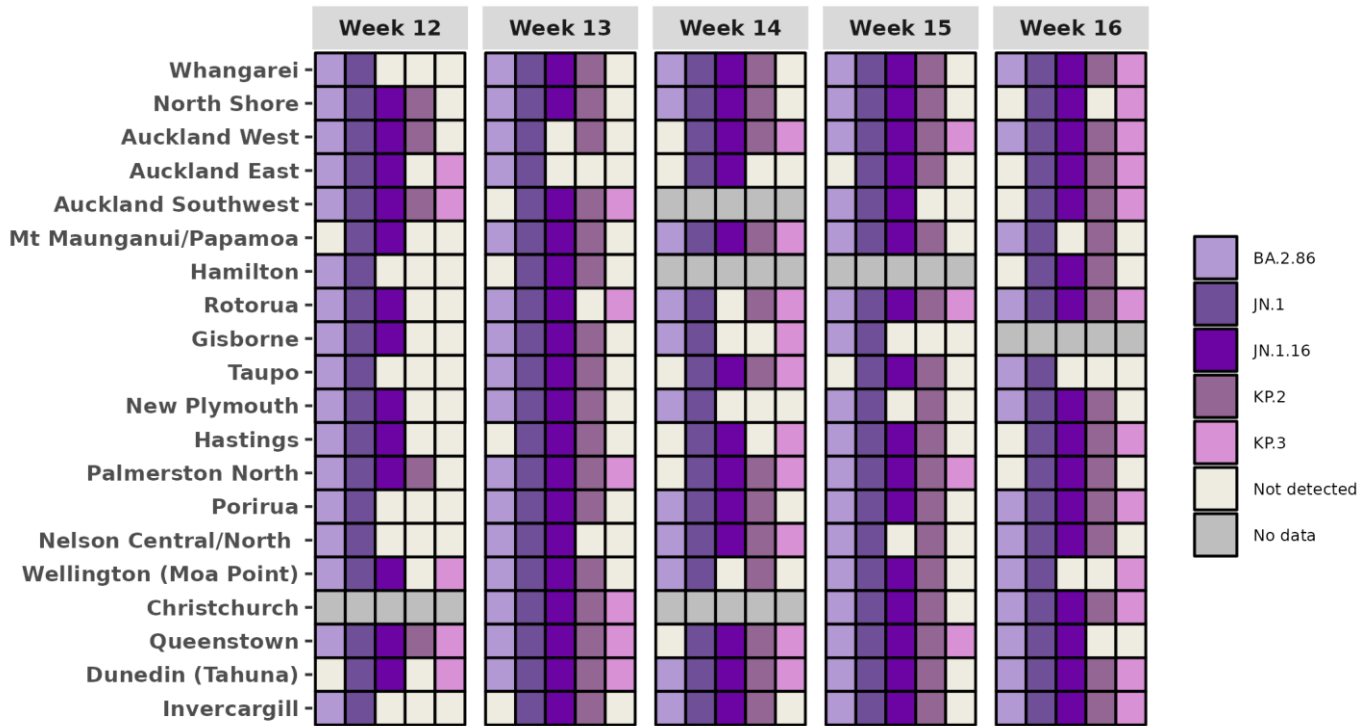 Week 12 Week 13 Week 14 Week 15 Week 16
Whangarei
North Shore
Auckland West
Auckland East
Auckland Southwest
Mt Maunganui/Papamoa
Hamilton
Rotorua
Gisborne
Taupo
New Plymouth
Hastings
Palmerston North
Porirua
Nelson Central/North
Wellington (Moa Point)
Christchurch
Queenstown
Dunedin (Tahuna)
Invercargill
BA.2.86
JN.1
JN.1.16
KP.2
KP.3
Not detected
No data